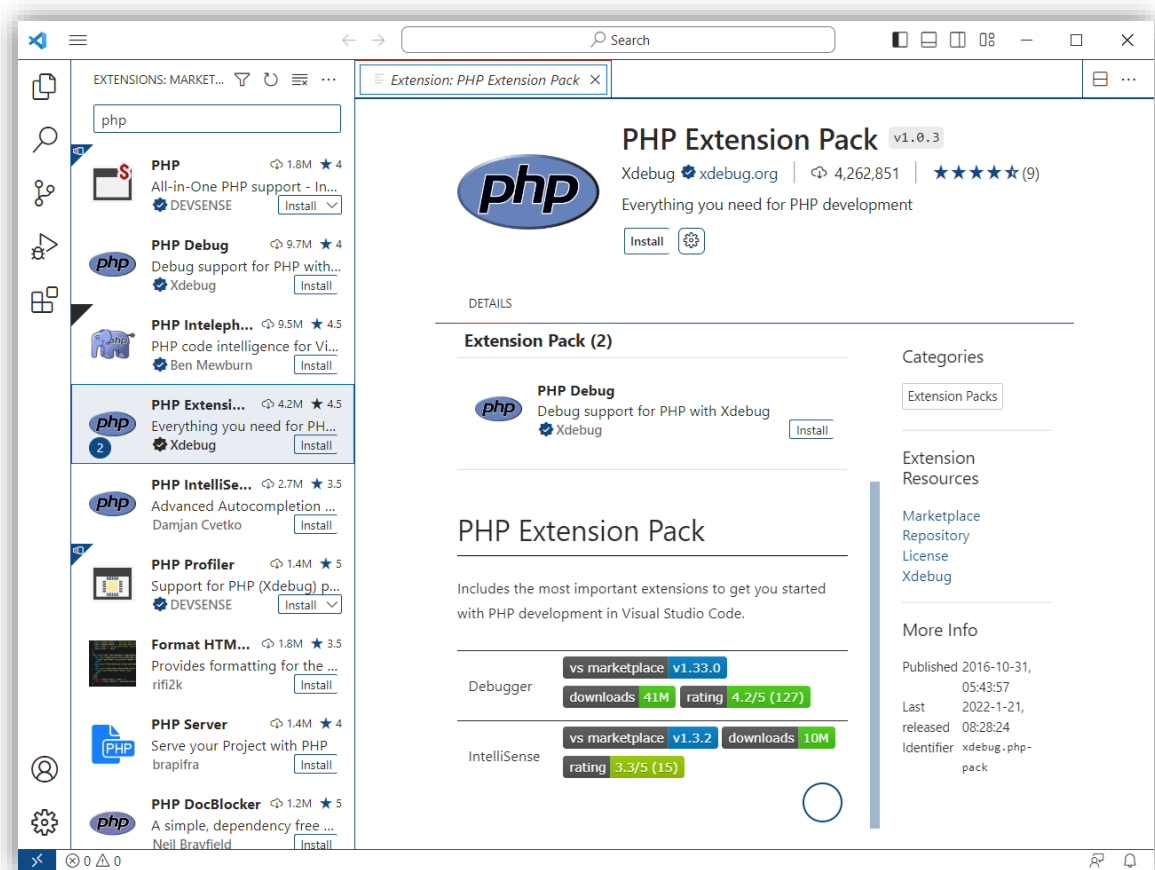 Search
EXTENSIONS: MARKET...
php
PHP 1.8M ★ 4
All-in-One PHP support - In...
DEVSENSE Install
PHP Debug 9.7M ★ 4
Debug support for PHP with...
Xdebug Install
PHP Inteleph... 9.5M ★ 4.5
PHP code intelligence for Vi...
Ben Mewburn Install
PHP Extensi... 4.2M ★ 4.5
Everything you need for PH...
2 Xdebug Install
PHP IntelliSe... 2.7M ★ 3.5
Advanced Autocompletion ...
Damjan Cvetko Install
PHP Profiler 1.4M ★ 5
Support for PHP (Xdebug) p...
DEVSENSE Install
Format HTM... 1.8M ★ 3.5
Provides formatting for the ...
rifi2k Install
PHP Server 1.4M ★ 4
Serve your Project with PHP
brapifra Install
PHP DocBlocker 1.2M ★ 5
A simple, dependency free ...
Neil Brayfield Install
Extension: PHP Extension Pack
php
PHP Extension Pack v1.0.3
Xdebug xdebug.org 4,262,851 (9)
Everything you need for PHP development
Install
DETAILS
Extension Pack (2)
php
PHP Debug
Debug support for PHP with Xdebug
Xdebug Install
PHP Extension Pack
Includes the most important extensions to get you started
with PHP development in Visual Studio Code.
Debugger
vs marketplace v1.33.0
downloads 41M rating 4.2/5 (127)
IntelliSense
vs marketplace v1.3.2 downloads 10M
rating 3.3/5 (15)
Categories
Extension Packs
Extension
Resources
Marketplace
Repository
License
Xdebug
More Info
Published 2016-10-31,
05:43:57
Last 2022-1-21,
released 08:28:24
Identifier xdebug.php-
pack
0 0